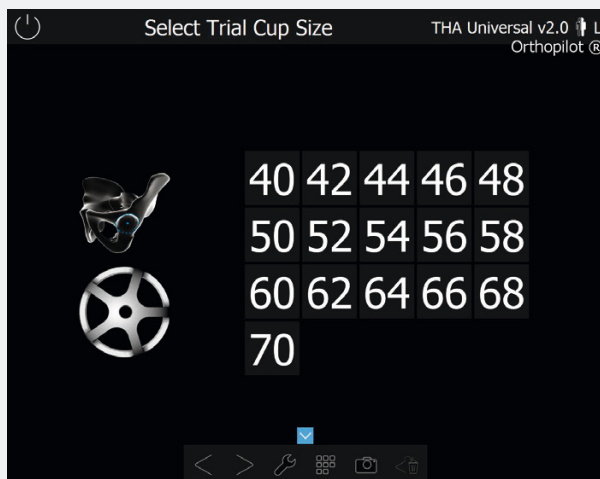 Select Trial Cup Size
THA Universal v2.0 L
Orthopilot ®
40 42 44 46 48
50 52 54 56 58
60 62 64 66 68
70